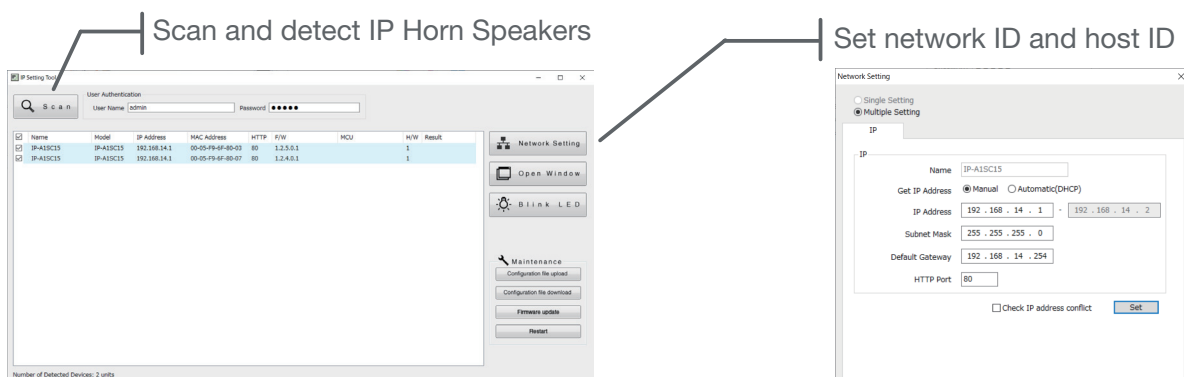 Scan and detect IP Horn Speakers
Set network ID and host ID
IP Setting Tool
User Authentication
Scan
User Name admin Password ●●●●●
Name Model IP Address MAC Address HTTP F/W MCU H/W Result
IP-A1SC15 IP-A1SC15 192.168.14.1 00-05-F9-6F-80-03 80 1.2.5.0.1 1
IP-A1SC15 IP-A1SC15 192.168.14.1 00-05-F9-6F-80-07 80 1.2.4.0.1 1
Network Setting
Open Window
Blink LED
Maintenance
Configuration file upload
Configuration file download
Firmware update
Restart
Number of Detected Devices: 2 units
Network Setting
Single Setting
Multiple Setting
IP
IP
Name IP-A1SC15
Get IP Address Manual Automatic(DHCP)
IP Address 192 . 168 . 14 . 1 - 192 . 168 . 14 . 2
Subnet Mask 255 . 255 . 255 . 0
Default Gateway 192 . 168 . 14 . 254
HTTP Port 80
Check IP address conflict Set